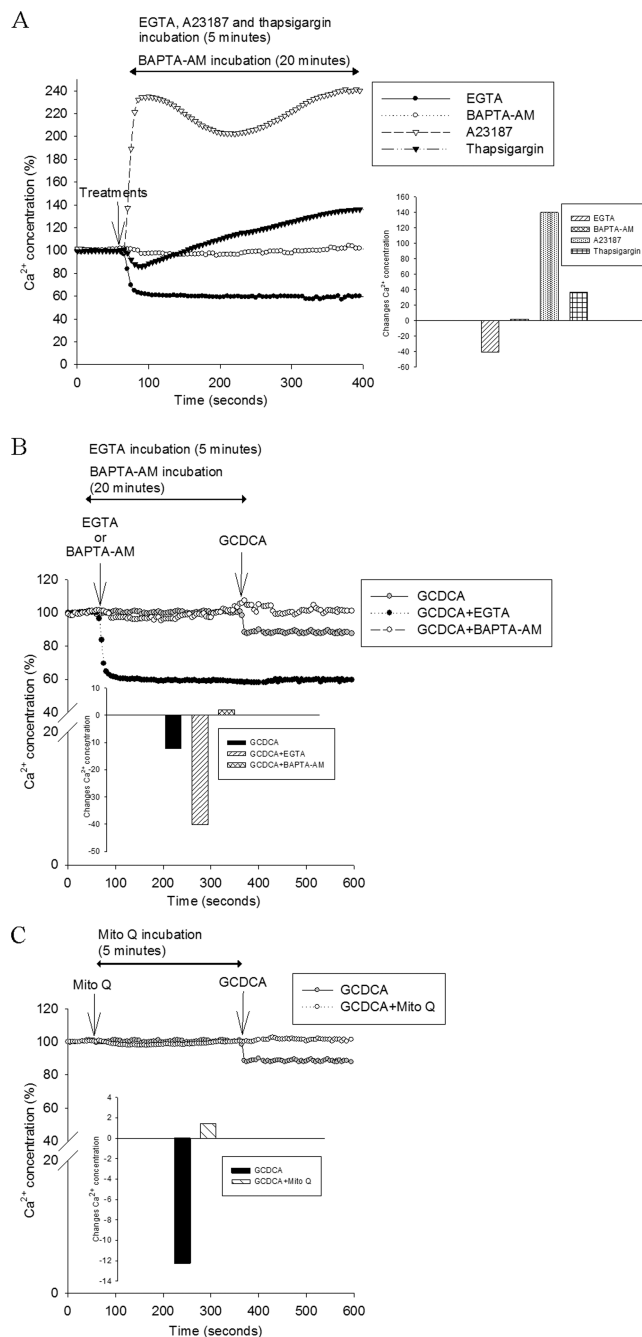 A
EGTA, A23187 and thapsigargin
incubation (5 minutes)
BAPTA-AM incubation (20 minutes)
240
220
200
180
160
140
120
100
80
60
40
20
0
Ca2+ concentration (%)
Treatments
0 100 200 300 400
Time (seconds)
EGTA
BAPTA-AM
A23187
Thapsigargin
140
120
100
80
60
40
20
0
-20
-40
-60
Chaanges Ca2+ concentration
EGTA
BAPTA-AM
A23187
Thapsigargin
B
EGTA incubation (5 minutes)
BAPTA-AM incubation
(20 minutes)
EGTA
or
BAPTA-AM
GCDCA
120
100
80
60
40
20
0
Ca2+ concentration (%)
GCDCA
GCDCA+EGTA
GCDCA+BAPTA-AM
10
0
-10
-20
-30
-40
-50
Changes Ca2+ concentration
GCDCA
GCDCA+EGTA
GCDCA+BAPTA-AM
0 100 200 300 400 500 600
Time (seconds)
C
Mito Q incubation
(5 minutes)
Mito Q
GCDCA
GCDCA
GCDCA+Mito Q
120
100
80
60
40
20
0
Ca2+ concentration (%)
4
2
0
-2
-4
-6
-8
-10
-12
-14
Changes Ca2+ concentration
GCDCA
GCDCA+Mito Q
0 100 200 300 400 500 600
Time (seconds)